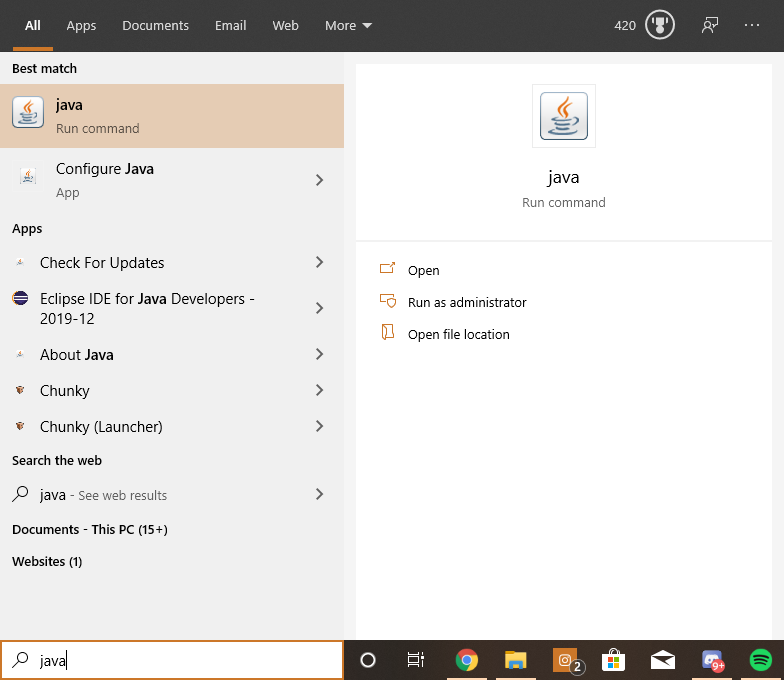 All Apps Documents Email Web More 420 ...
Best match
java
Run command
Configure Java
App
Apps
Check For Updates
Eclipse IDE for Java Developers -
2019-12
About Java
Chunky
Chunky (Launcher)
Search the web
java - See web results
Documents - This PC (15+)
Websites (1)
java
Run command
Open
Run as administrator
Open file location
java
2
9+